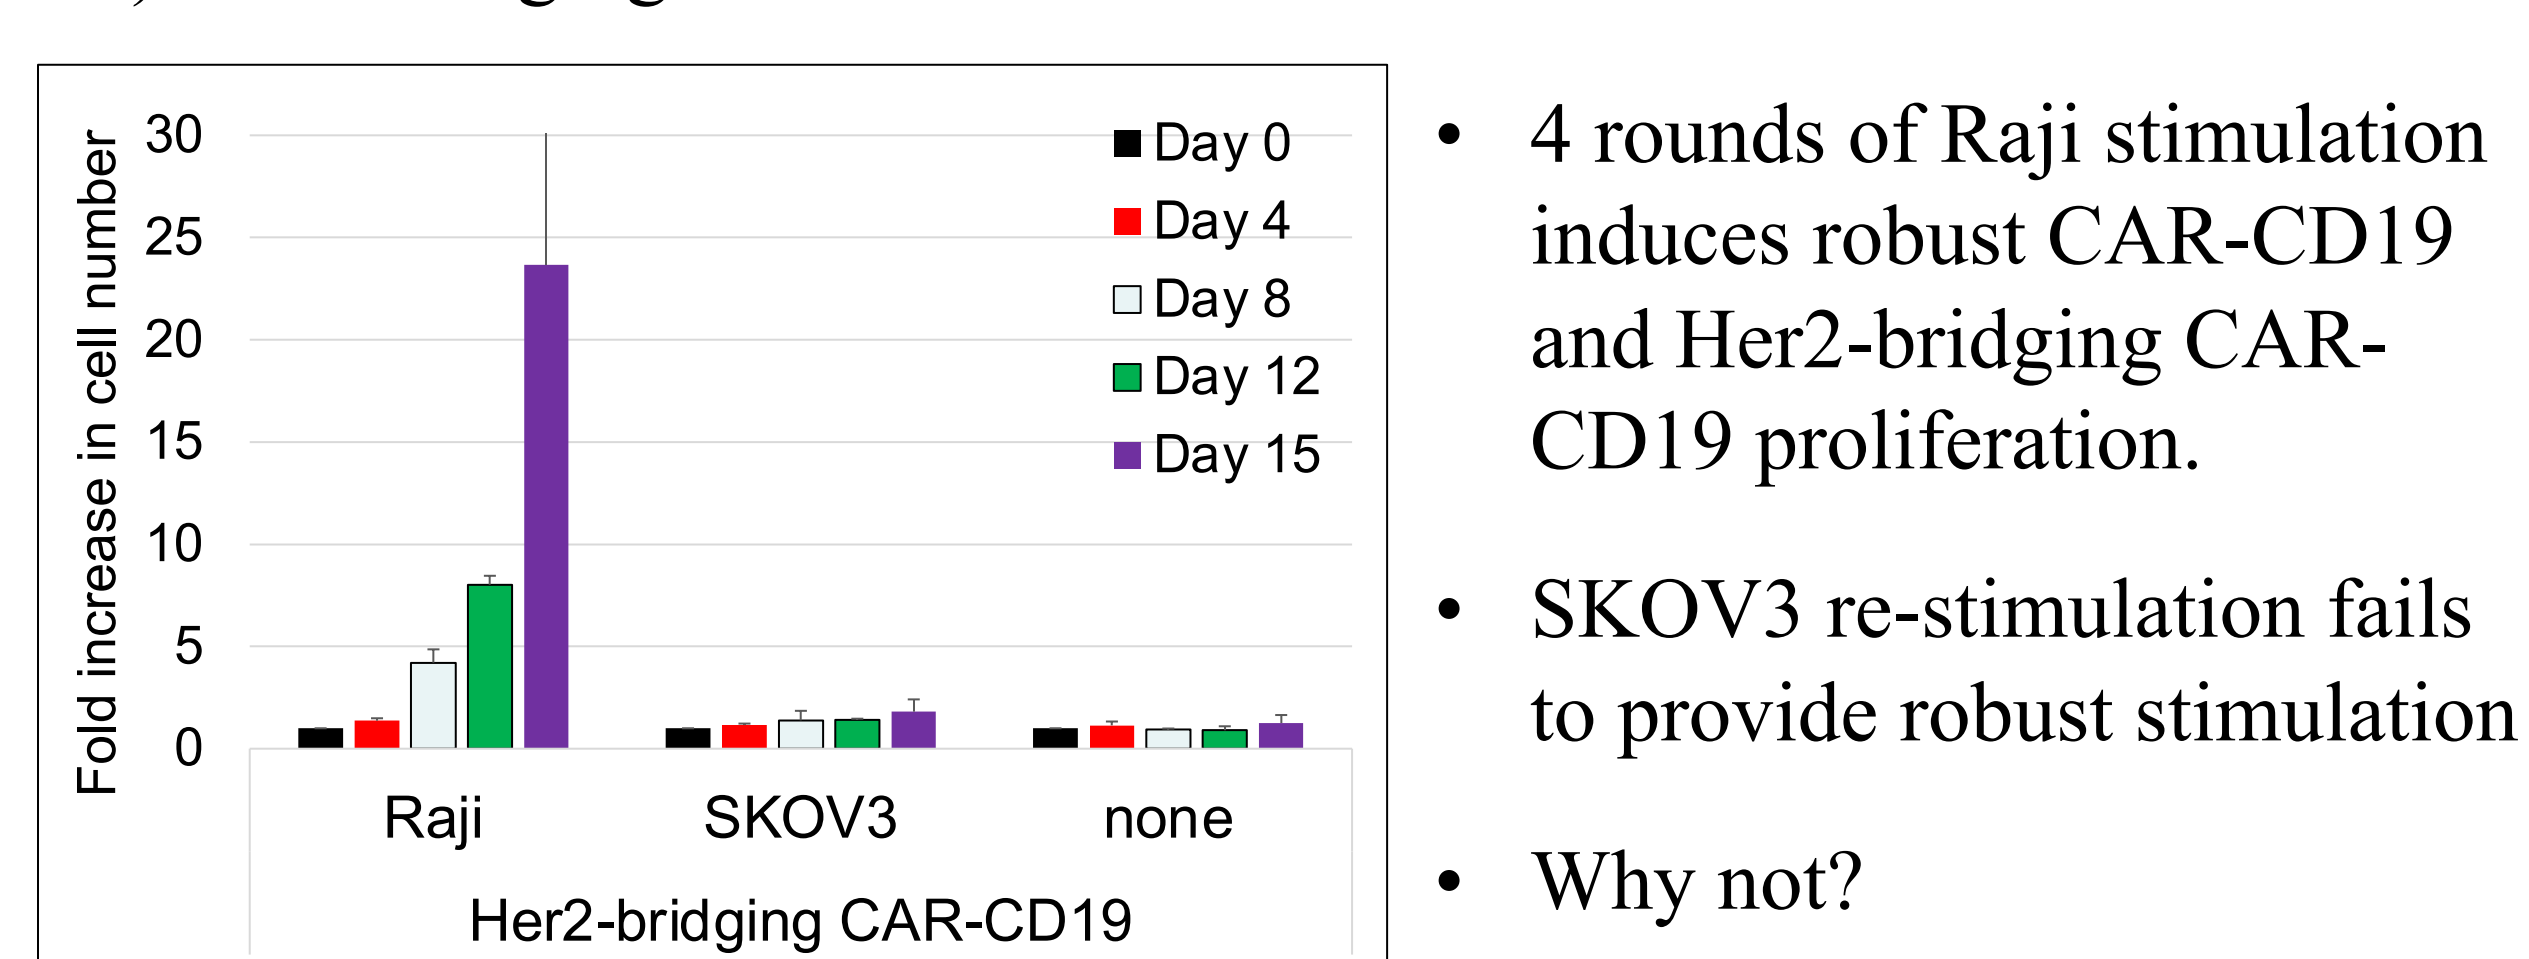 Fold increase in cell number
30
25
20
15
10
5
0
Day 0
Day 4
Day 8
Day 12
Day 15
Raji
SKOV3
none
Her2-bridging CAR-CD19
• 4 rounds of Raji stimulation
induces robust CAR-CD19
and Her2-bridging CAR-
CD19 proliferation.
• SKOV3 re-stimulation fails
to provide robust stimulation
• Why not?